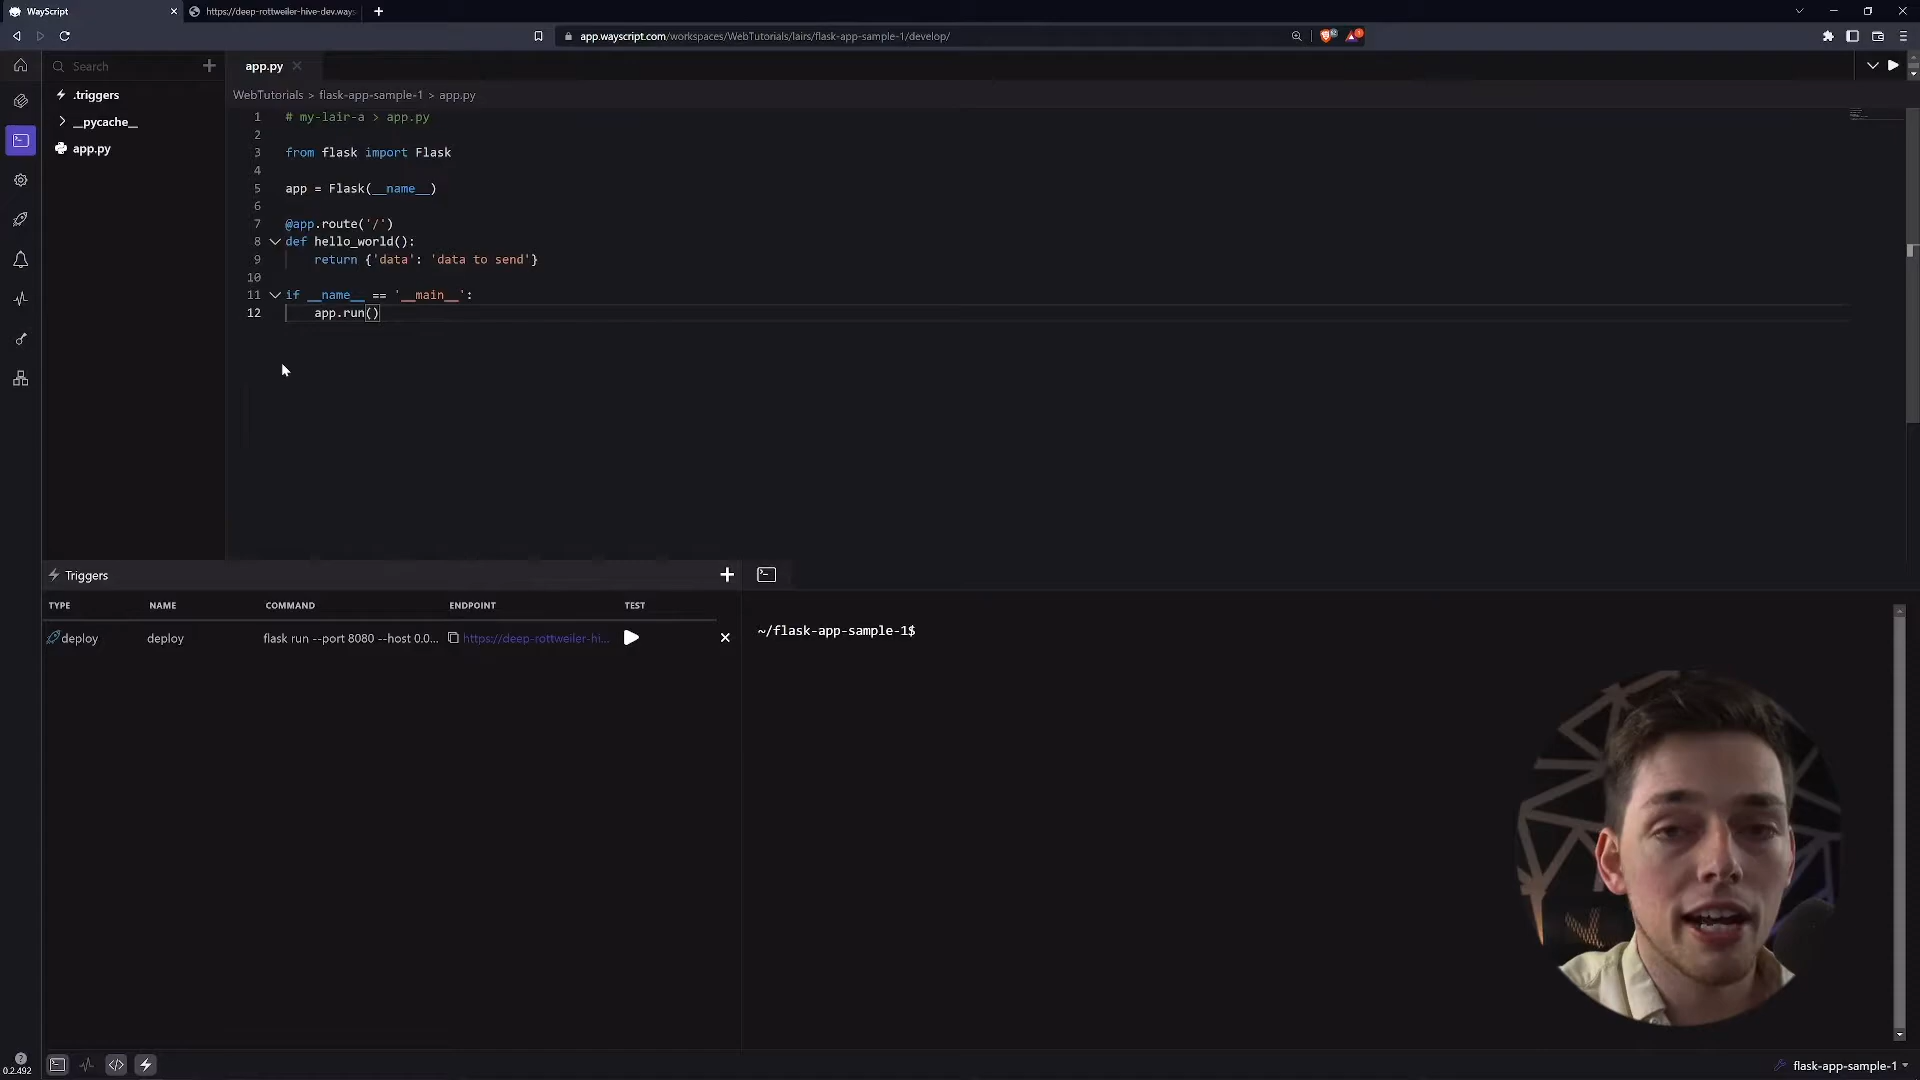 WayScript
https://deep-rottweiler-hive-dev.ways
app.wayscript.com/workspaces/WebTutorials/lairs/flask-app-sample-1/develop/
Search
app.py
.triggers
__pycache__
app.py
WebTutorials > flask-app-sample-1 > app.py
1 # my-lair-a > app.py
2
3 from flask import Flask
4
5 app = Flask(__name__)
6
7 @app.route('/')
8 def hello_world():
9 return {'data': 'data to send'}
10
11 if __name__ == '__main__':
12 app.run()
Triggers
TYPE NAME COMMAND ENDPOINT TEST
deploy deploy flask run --port 8080 --host 0.0... https://deep-rottweiler-hi...
~/flask-app-sample-1$
0.2.492
flask-app-sample-1